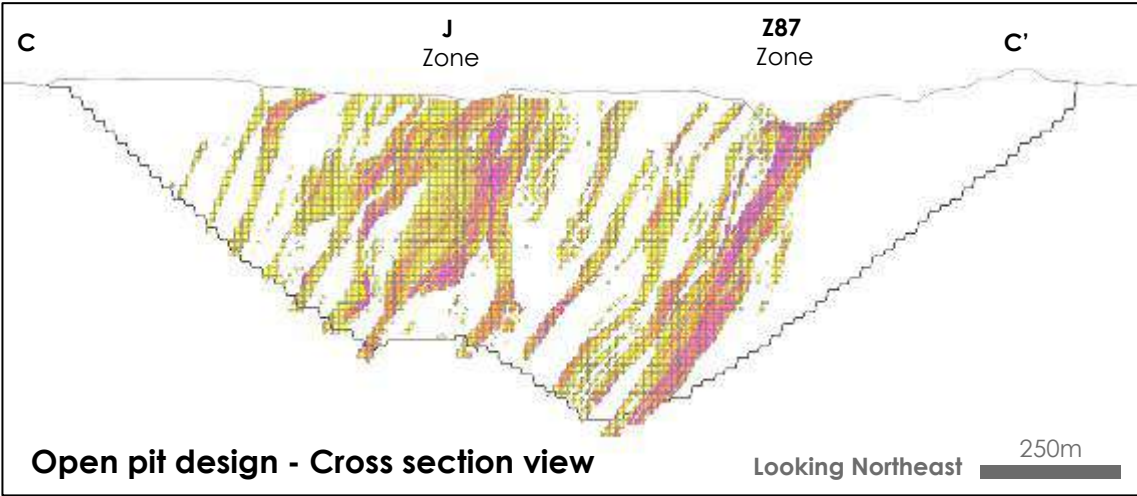 C
J
Zone
Z87
Zone
C'
Open pit design - Cross section view
Looking Northeast
250m